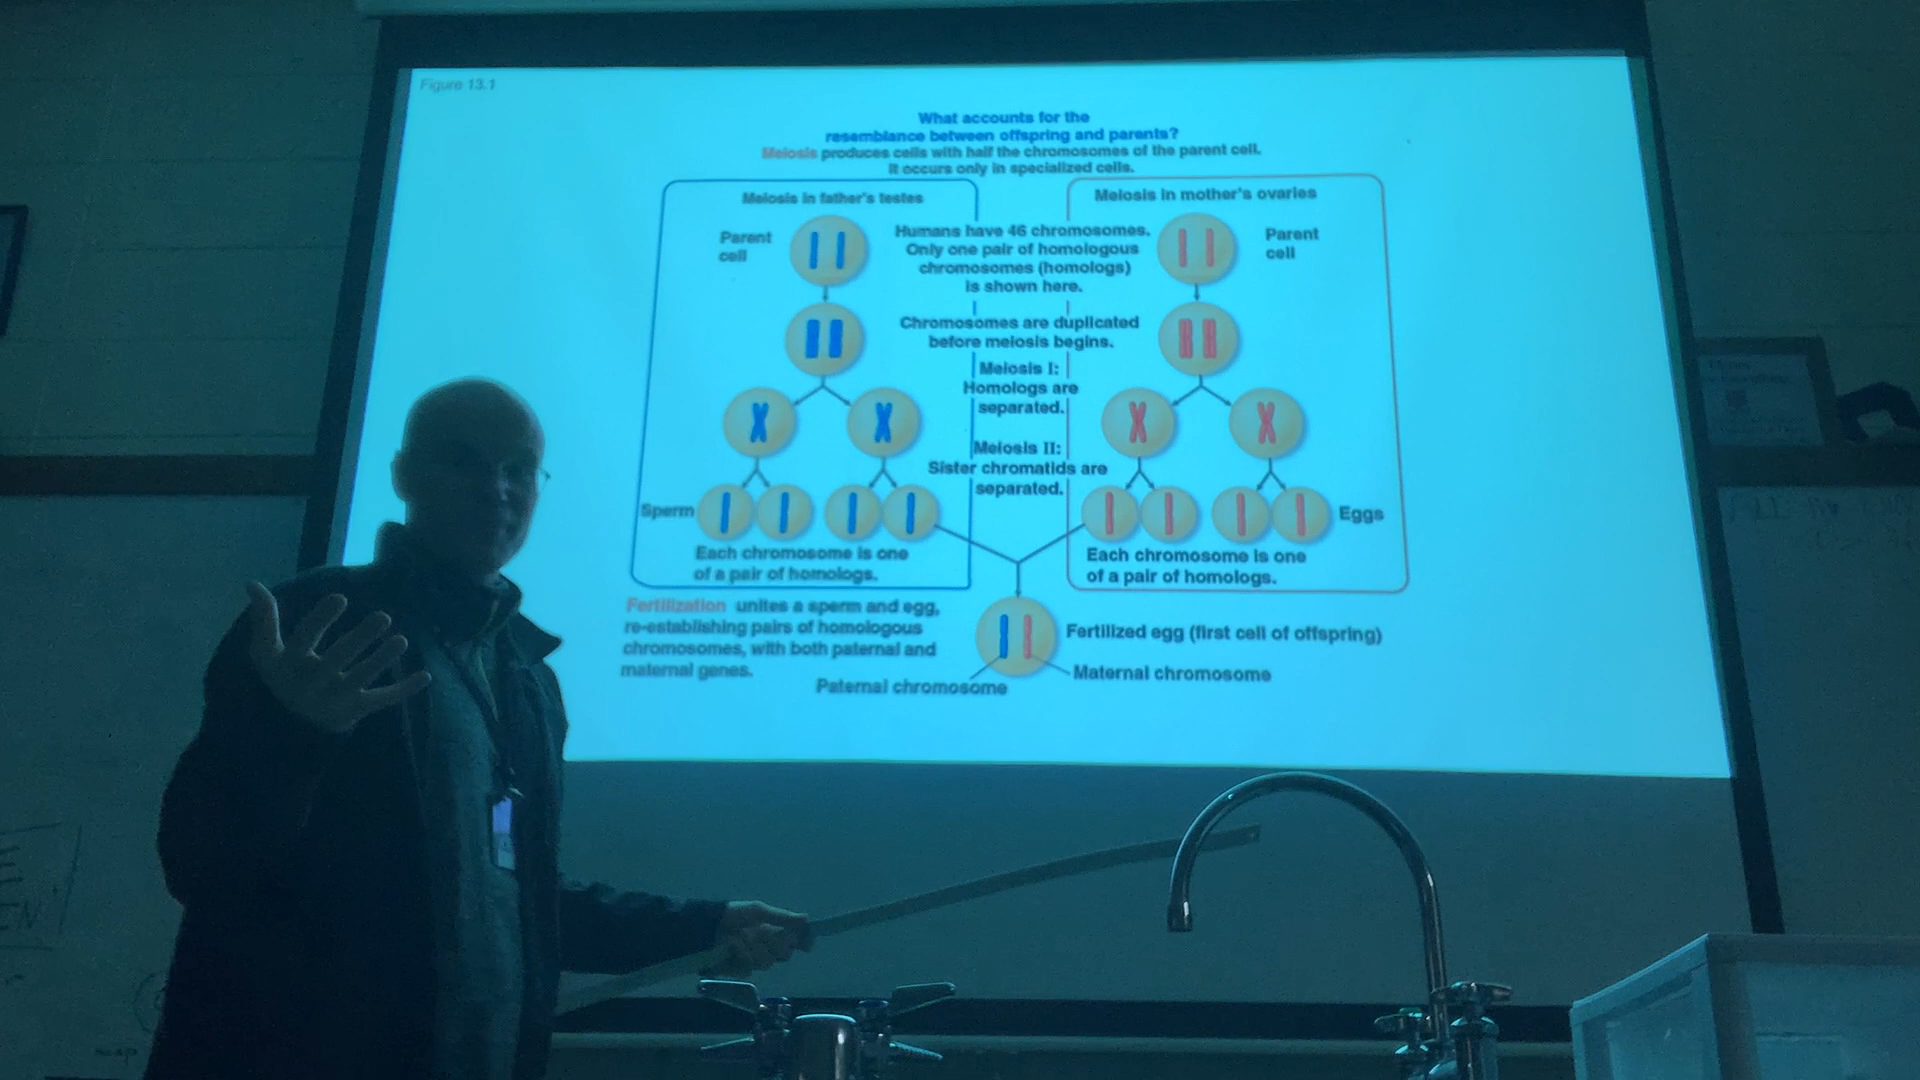 Figure 13.1
What accounts for the
resemblance between offspring and parents?
Meiosis produces cells with half the chromosomes of the parent cell.
It occurs only in specialized cells.
Meiosis in father's testes
Parent
cell
Humans have 46 chromosomes.
Only one pair of homologous
chromosomes (homologs)
is shown here.
Meiosis in mother's ovaries
Parent
cell
Chromosomes are duplicated
before meiosis begins.
Meiosis I:
Homologs are
separated.
Meiosis II:
Sister chromatids are
separated.
Sperm
Each chromosome is one
of a pair of homologs.
Eggs
Each chromosome is one
of a pair of homologs.
Fertilization unites a sperm and egg,
re-establishing pairs of homologous
chromosomes, with both paternal and
maternal genes.
Fertilized egg (first cell of offspring)
Maternal chromosome
Paternal chromosome